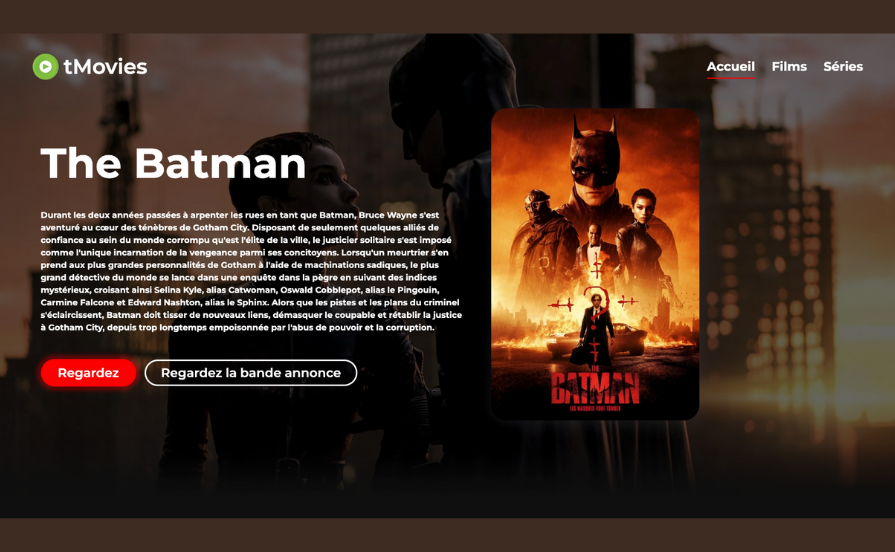 tMovies
Accueil Films Séries
The Batman
Durant les deux années passées à arpenter les rues en tant que Batman, Bruce Wayne s'est
aventuré au cœur des ténèbres de Gotham City. Disposant de seulement quelques alliés de
confiance au sein du monde corrompu qu'est l'élite de la ville, le justicier solitaire s'est imposé
comme l'unique incarnation de la vengeance parmi ses concitoyens. Lorsqu'un meurtrier s'en
prend aux plus grandes personnalités de Gotham à l'aide de machinations sadiques, le plus
grand détective du monde se lance dans une enquête dans la pègre en suivant des indices
mystérieux, croisant ainsi Selina Kyle, alias Catwoman, Oswald Cobblepot, alias le Pingouin,
Carmine Falcone et Edward Nashton, alias le Sphinx. Alors que les pistes et les plans du criminel
s'éclaircissent, Batman doit tisser de nouveaux liens, démasquer le coupable et rétablir la justice
à Gotham City, depuis trop longtemps empoisonnée par l'abus de pouvoir et la corruption.
Regardez
Regardez la bande annonce
THE
BATMAN